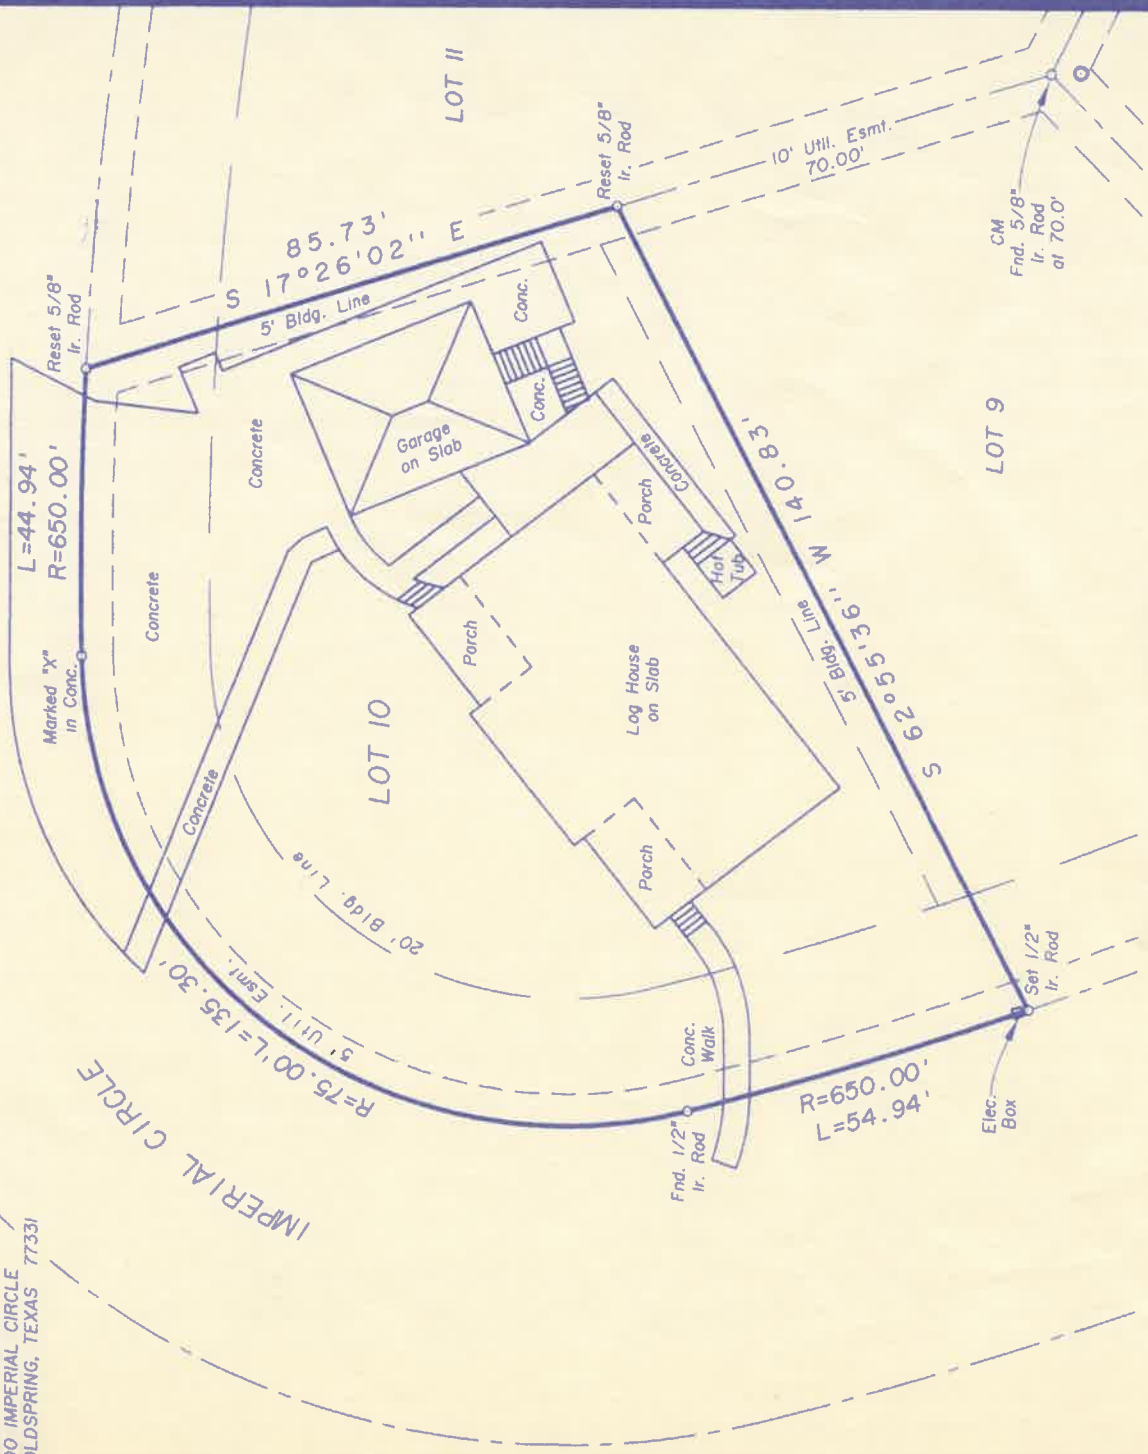 LOT 11
Reset 5/8"
Ir. Rod
10' Util. Esmt.
70.00'
CM
Fnd. 5/8"
Ir. Rod
at 70.0'
85.73'
S 17°26'02" E
5' Bldg. Line
Reset 5/8"
Ir. Rod
L=44.94'
R=650.00'
Marked "X"
in Conc.
Concrete
Concrete
Concrete
Garage
on Slab
Conc.
Conc.
Concrete
Porch
Hot
Tub
Porch
Log House
on Slab
Porch
LOT 10
LOT 9
S 62°55'36" W 140.83'
5' Bldg. Line
20' Bldg. Line
5' Util. Esmt.
R=75.00' L=135.30'
IMPERIAL CIRCLE
Conc.
Walk
Fnd. 1/2"
Ir. Rod
R=650.00'
L=54.94'
Set 1/2"
Ir. Rod
Elec.
Box
IMPERIAL CIRCLE
TEXAS 77331